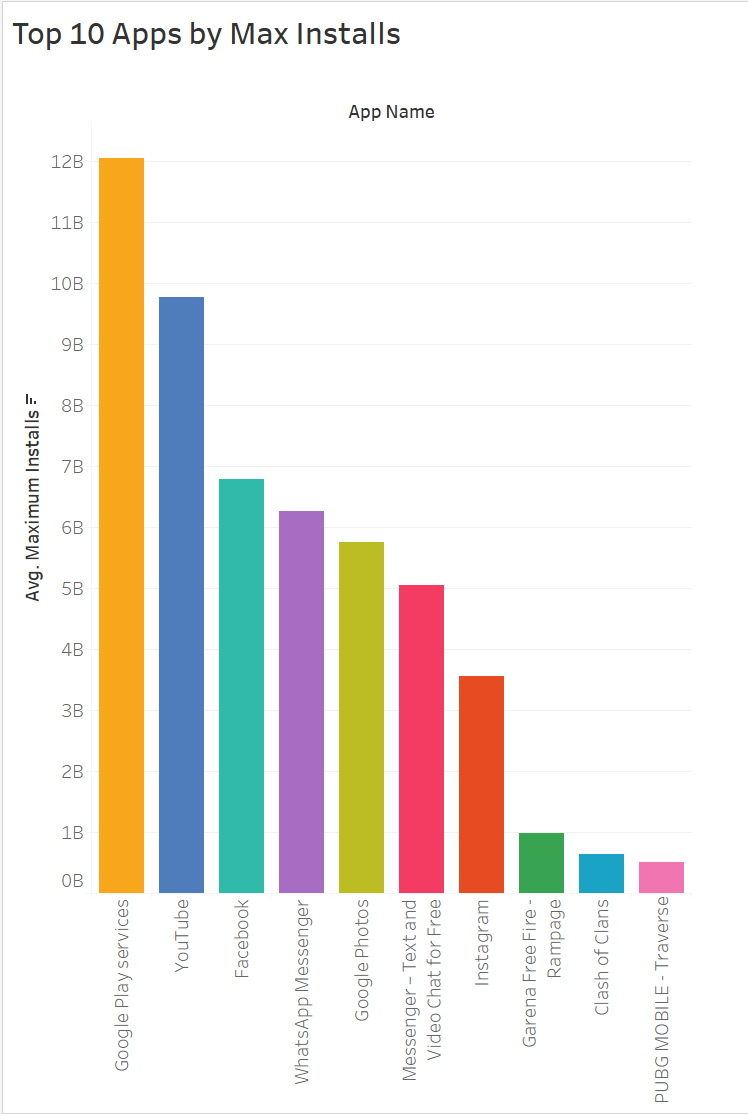 Top 10 Apps by Max Installs
App Name
Avg. Maximum Installs
12B
11B
10B
9B
8B
7B
6B
5B
4B
3B
2B
1B
0B
Google Play services
YouTube
Facebook
WhatsApp Messenger
Google Photos
Messenger – Text and
Video Chat for Free
Instagram
Garena Free Fire -
Rampage
Clash of Clans
PUBG MOBILE - Traverse